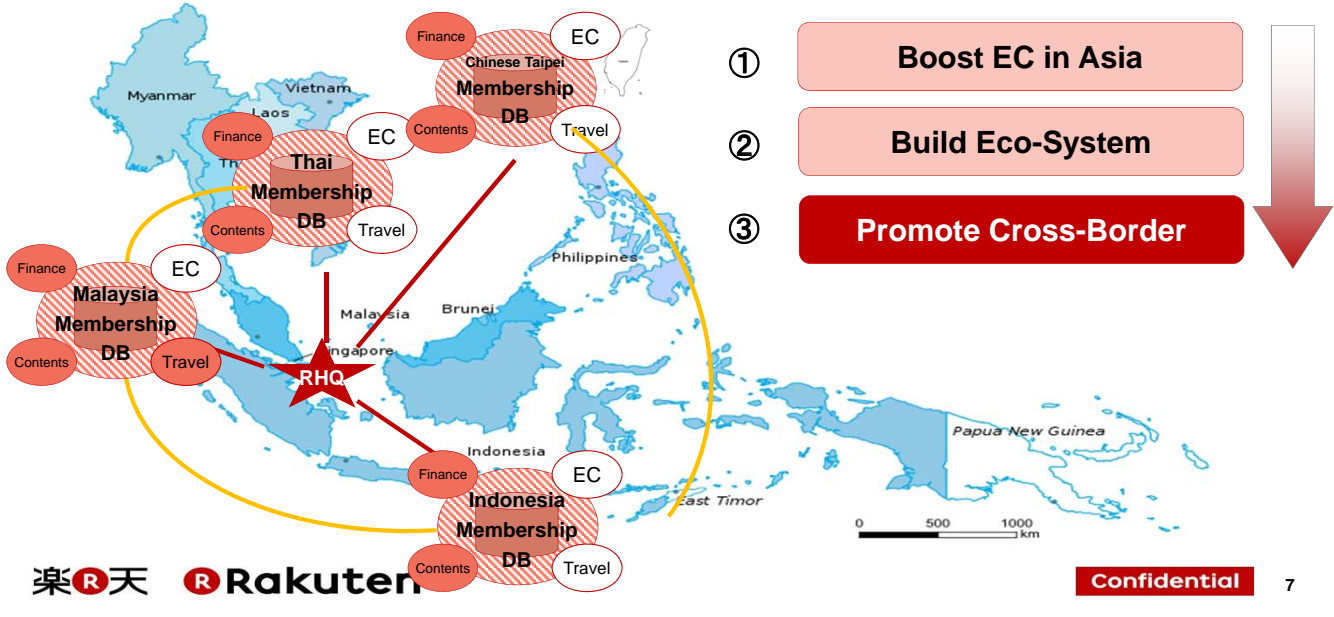 Finance
EC
Chinese Taipei
Membership
DB
Contents
Travel
Myanmar
Vietnam
Laos
Finance
EC
Th
Thai
Membership
DB
Contents
Travel
Finance
EC
Malaysia
Membership
DB
Contents
Travel
Philippines
Malaysia
Brunei
ingapore
RHQ
Indonesia
Finance
EC
Indonesia
Membership
DB
Contents
Travel
East Timor
Papua New Guinea
0 500 1000
km
① Boost EC in Asia
② Build Eco-System
③ Promote Cross-Border
楽R天 R Rakuten
Confidential 7